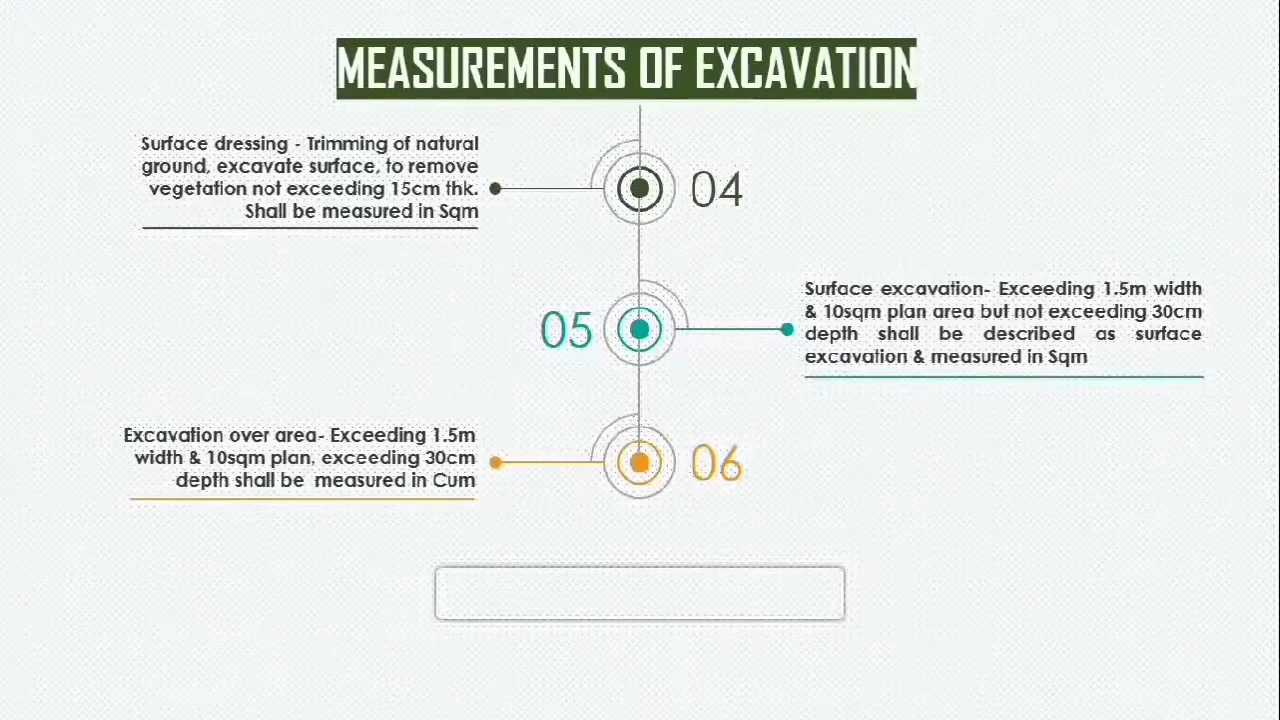 MEASUREMENTS OF EXCAVATION
Surface dressing - Trimming of natural
ground, excavate surface, to remove
vegetation not exceeding 15cm thk.
Shall be measured in Sqm
04
05
Surface excavation- Exceeding 1.5m width
& 10sqm plan area but not exceeding 30cm
depth shall be described as surface
excavation & measured in Sqm
Excavation over area- Exceeding 1.5m
width & 10sqm plan, exceeding 30cm
depth shall be measured in Cum
06